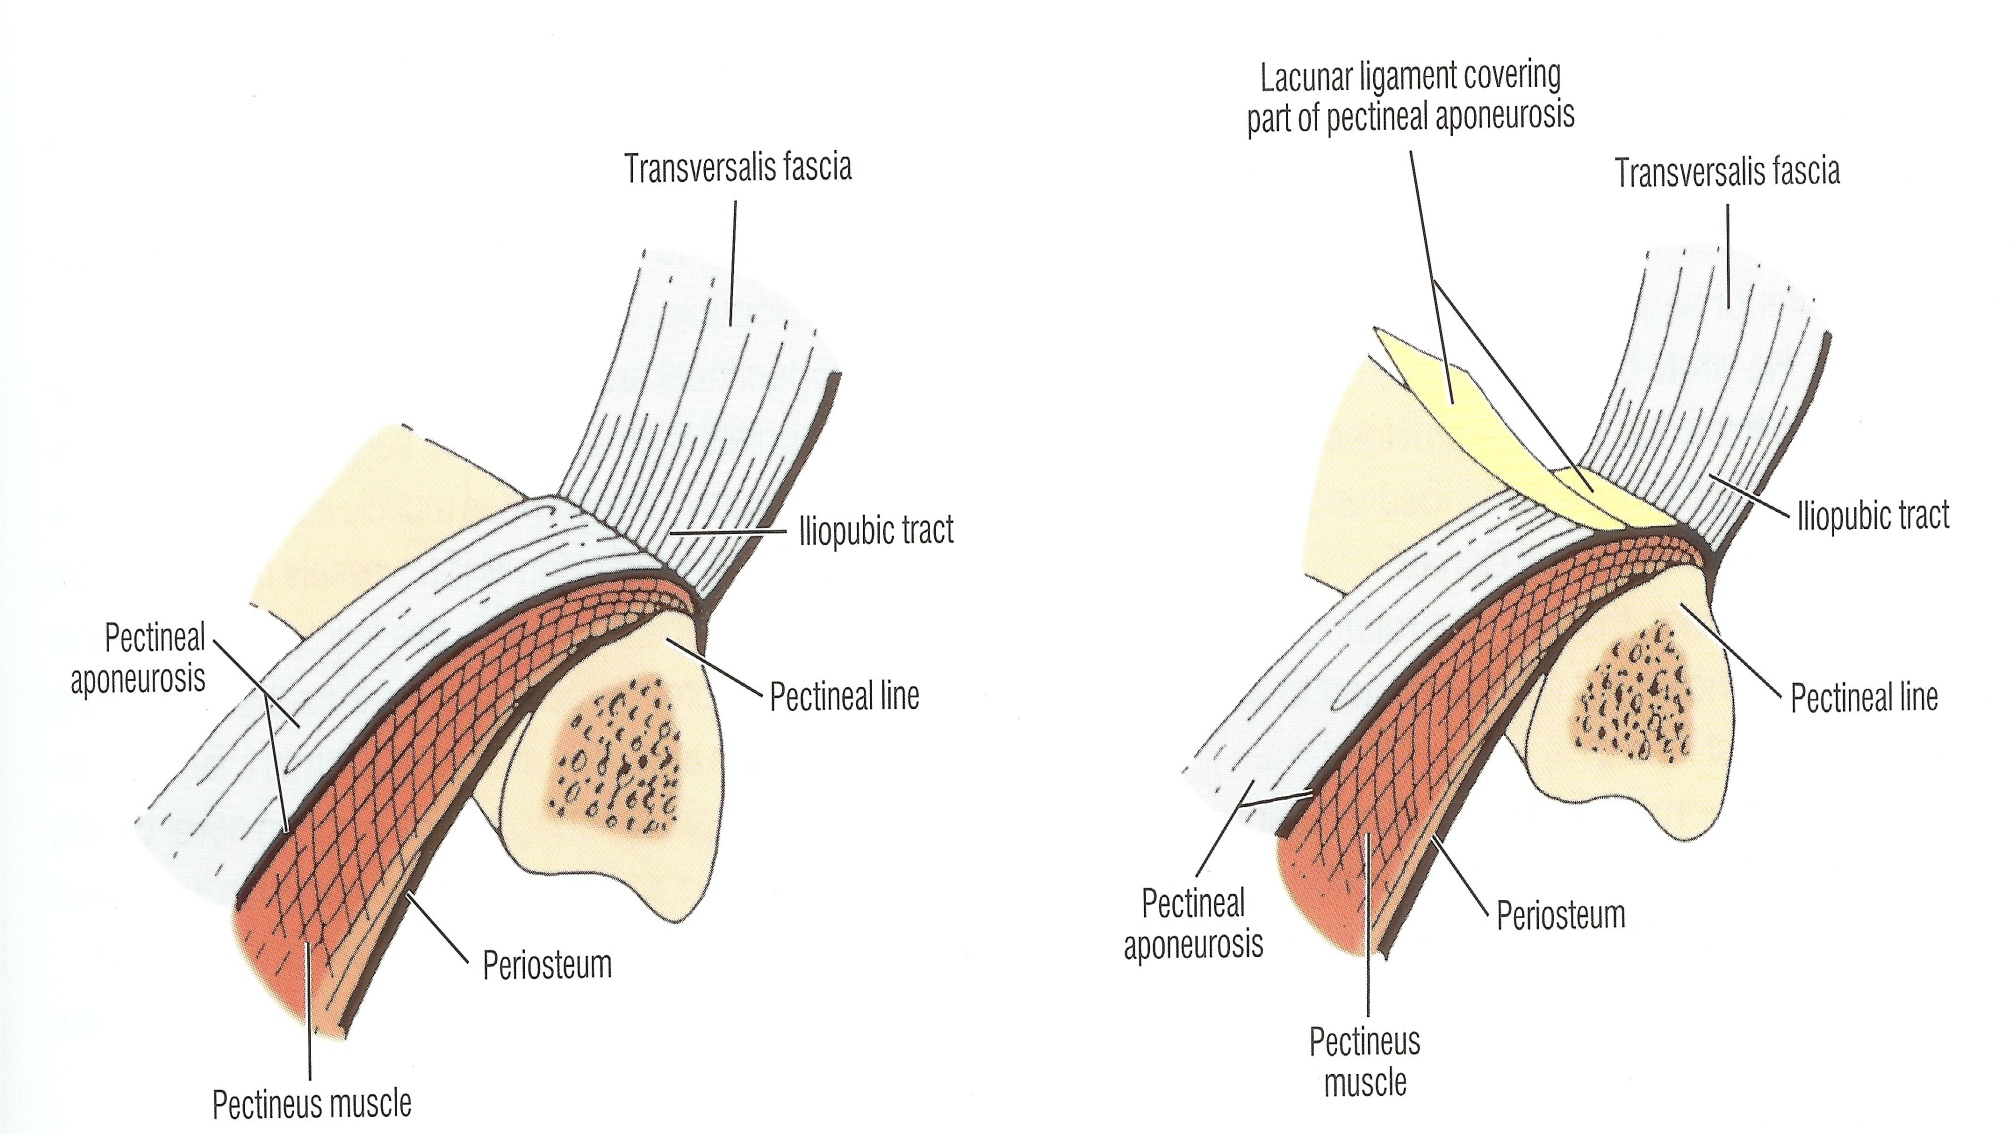 Transversalis fascia
Iliopubic tract
Pectineal
aponeurosis
Pectineal line
Periosteum
Pectineus muscle
Lacunar ligament covering
part of pectineal aponeurosis
Transversalis fascia
Iliopubic tract
Pectineal line
Pectineal
aponeurosis
Periosteum
Pectineus
muscle